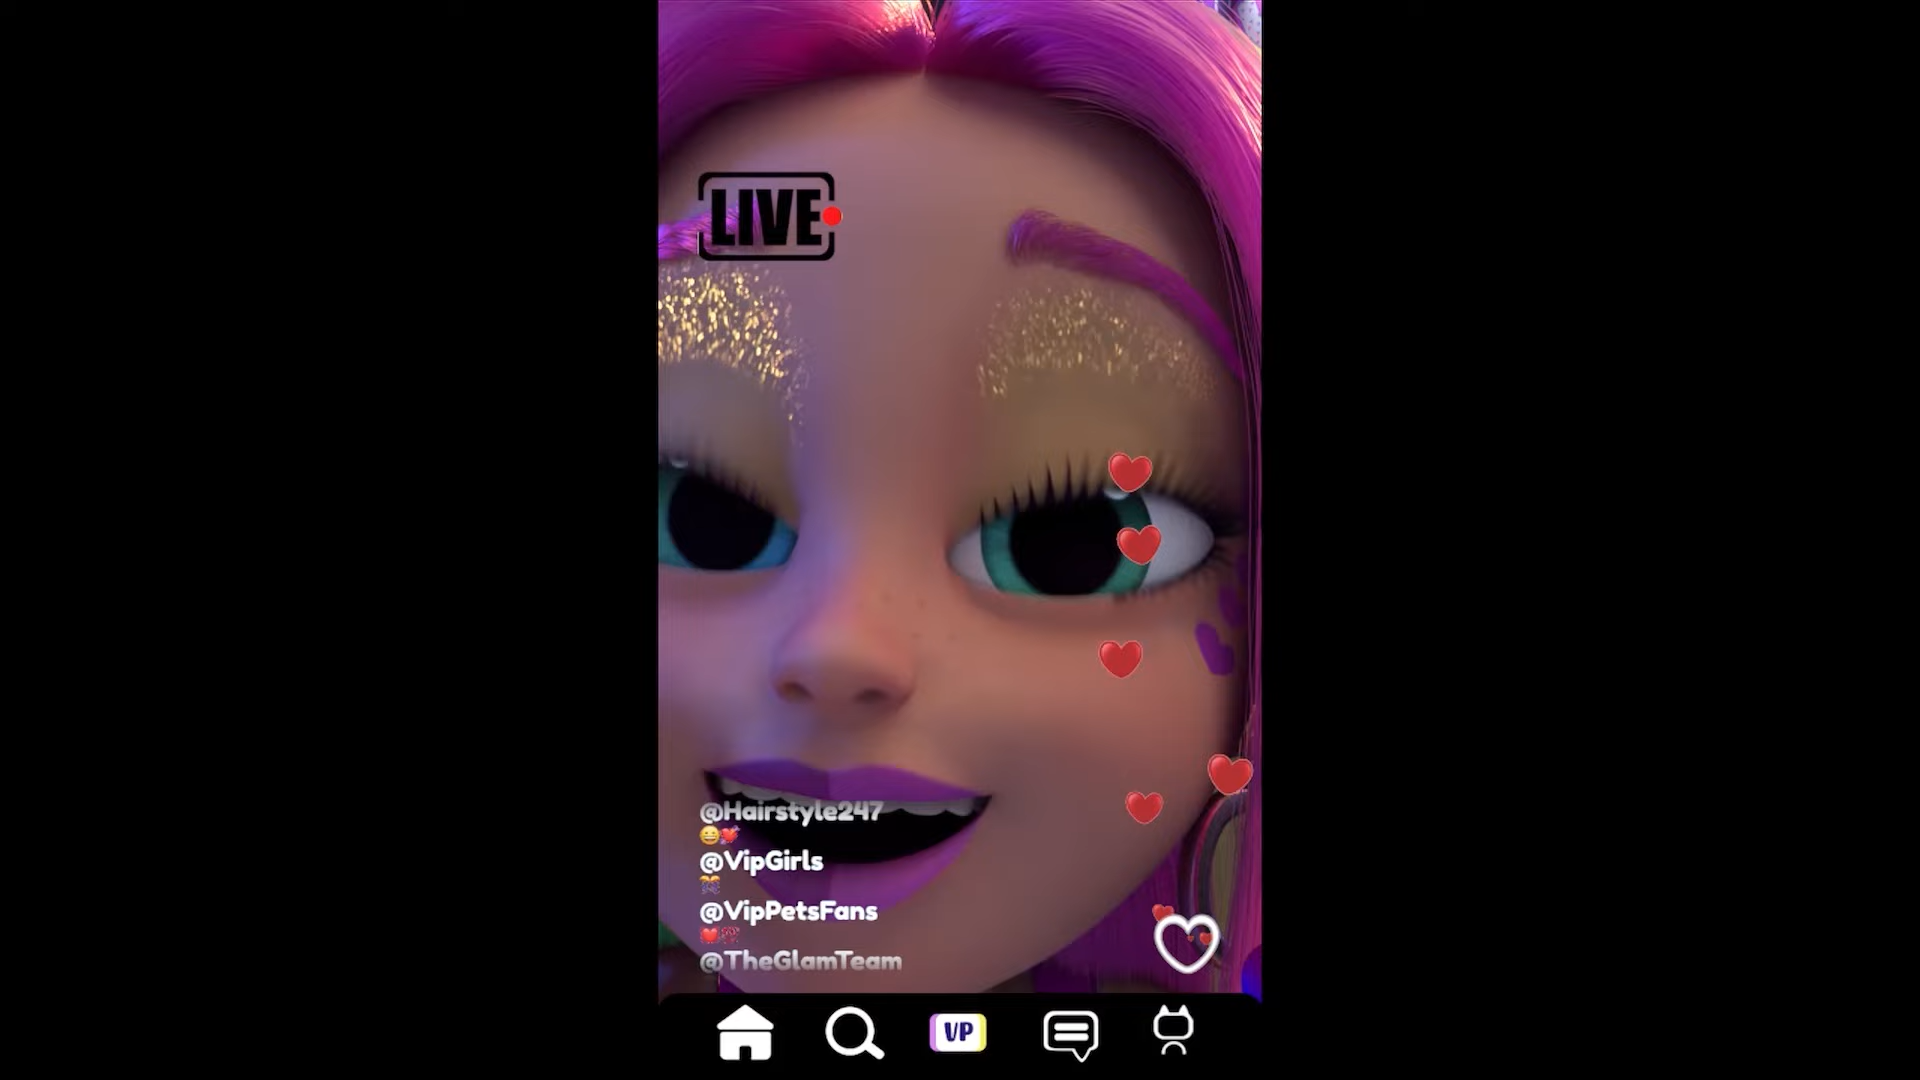 LIVE
@Hairstyle247
😀💘
@VipGirls
🎊
@VipPetsFans
@TheGlamTeam
VP